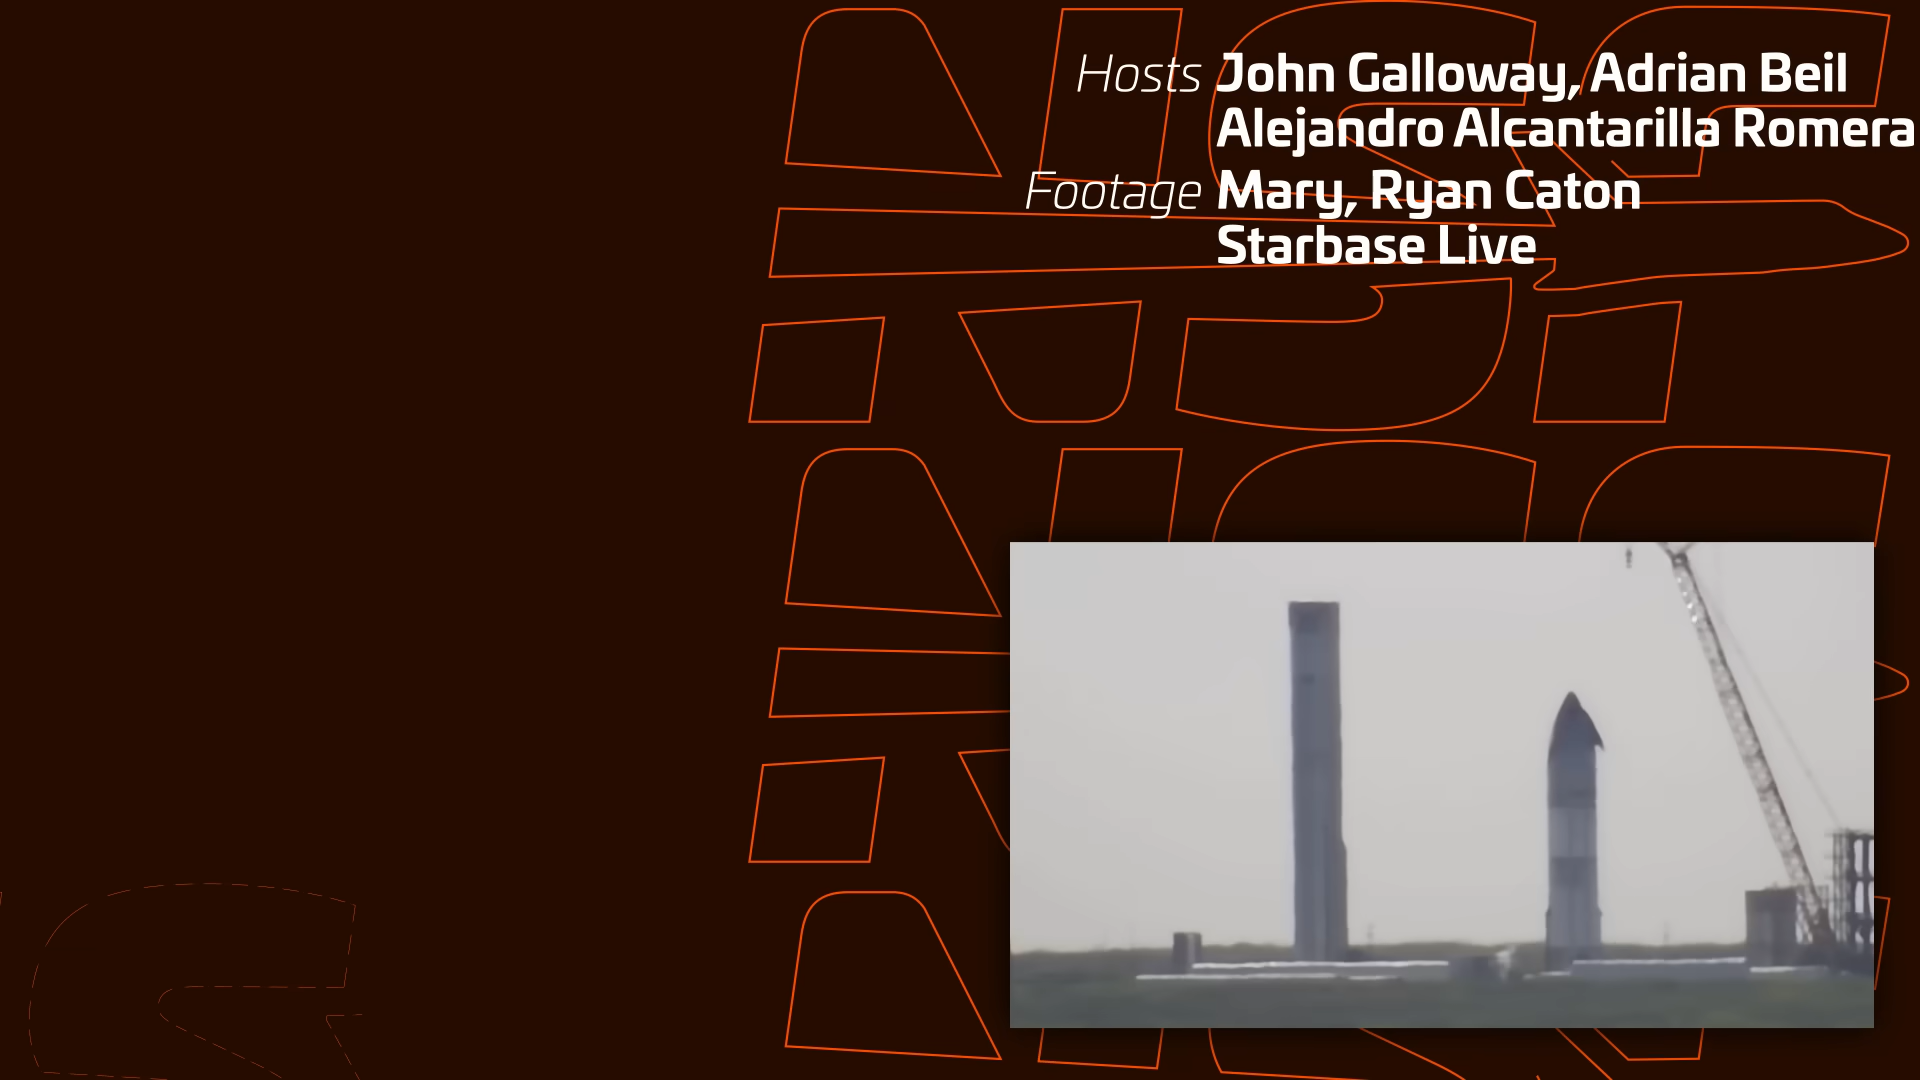 Hosts John Galloway, Adrian Beil
Alejandro Alcantarilla Romera
Footage Mary, Ryan Caton
Starbase Live